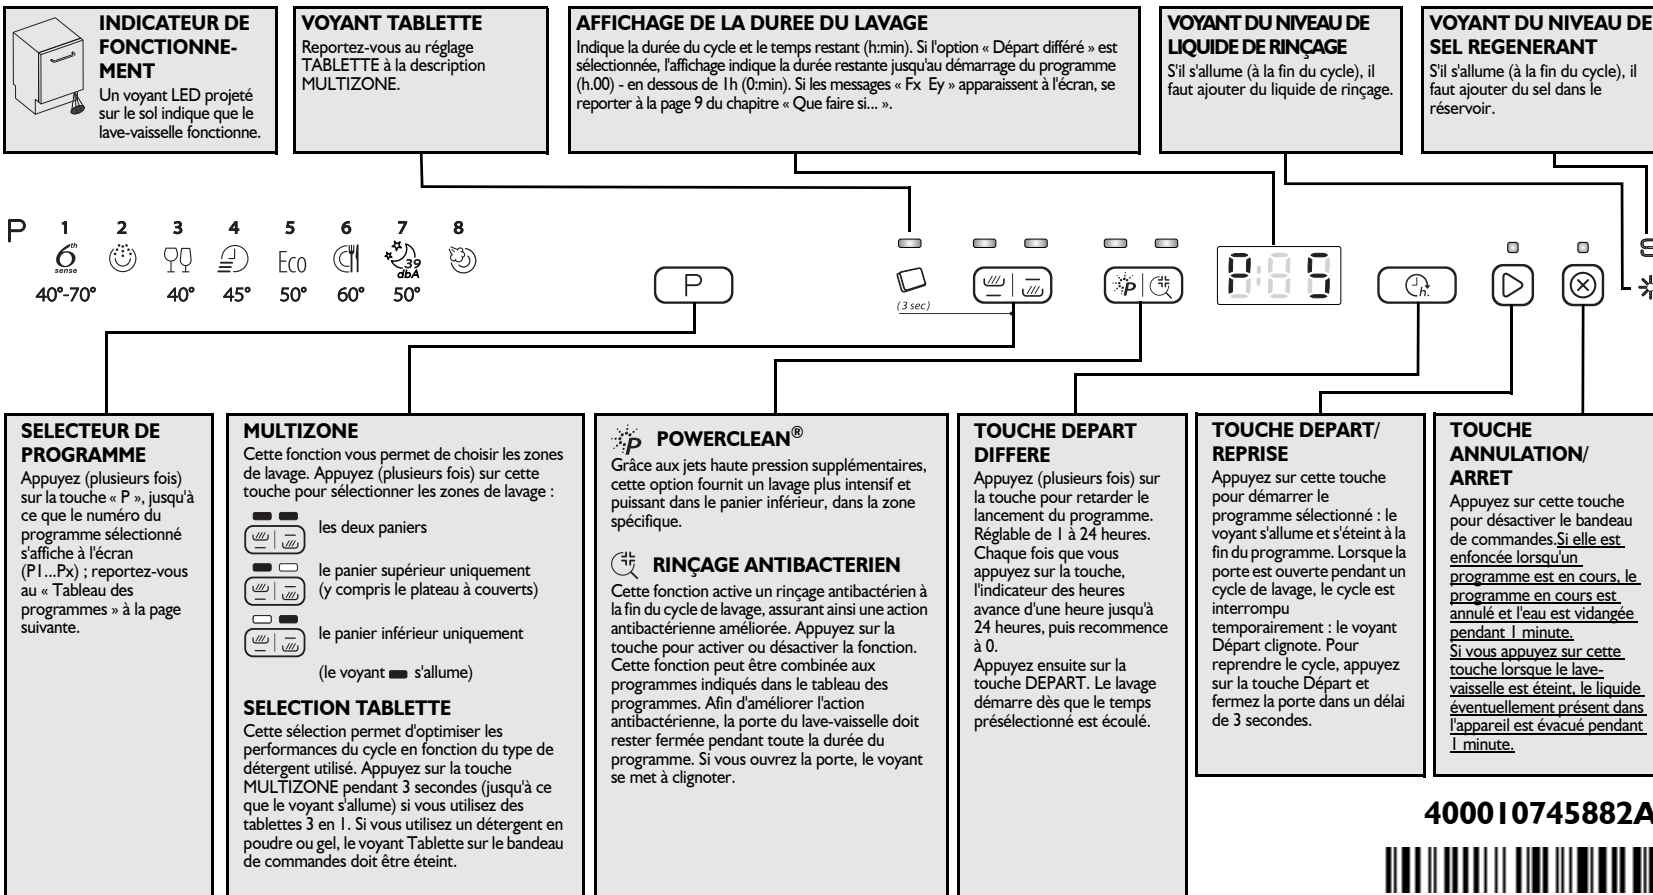 INDICATEUR DE
FONCTIONNE-
MENT
Un voyant LED projeté
sur le sol indique que le
lave-vaisselle fonctionne.
VOYANT TABLETTE
Reportez-vous au réglage
TABLETTE à la description
MULTIZONE.
AFFICHAGE DE LA DUREE DU LAVAGE
Indique la durée du cycle et le temps restant (h:min). Si l'option « Départ différé » est
sélectionnée, l'affichage indique la durée restante jusqu'au démarrage du programme
(h.00) - en dessous de 1h (0:min). Si les messages « Fx Ey » apparaissent à l'écran, se
reporter à la page 9 du chapitre « Que faire si... ».
VOYANT DU NIVEAU DE
LIQUIDE DE RINÇAGE
S'il s'allume (à la fin du cycle), il
faut ajouter du liquide de rinçage.
VOYANT DU NIVEAU DE
SEL REGENERANT
S'il s'allume (à la fin du cycle), il
faut ajouter du sel dans le
réservoir.
P 1 2 3 4 5 6 7 8
6th sense Eco 39 dbA
40°-70° 40° 45° 50° 60° 50°
P
(3 sec)
P
P 5
h.
SELECTEUR DE
PROGRAMME
Appuyez (plusieurs fois)
sur la touche « P », jusqu'à
ce que le numéro du
programme sélectionné
s'affiche à l'écran
(P1...Px) ; reportez-vous
au « Tableau des
programmes » à la page
suivante.
MULTIZONE
Cette fonction vous permet de choisir les zones
de lavage. Appuyez (plusieurs fois) sur cette
touche pour sélectionner les zones de lavage :
les deux paniers
le panier supérieur uniquement
(y compris le plateau à couverts)
le panier inférieur uniquement
(le voyant s'allume)
SELECTION TABLETTE
Cette sélection permet d'optimiser les
performances du cycle en fonction du type de
détergent utilisé. Appuyez sur la touche
MULTIZONE pendant 3 secondes (jusqu'à ce
que le voyant s'allume) si vous utilisez des
tablettes 3 en 1. Si vous utilisez un détergent en
poudre ou gel, le voyant Tablette sur le bandeau
de commandes doit être éteint.
P POWERCLEAN®
Grâce aux jets haute pression supplémentaires,
cette option fournit un lavage plus intensif et
puissant dans le panier inférieur, dans la zone
spécifique.
RINÇAGE ANTIBACTERIEN
Cette fonction active un rinçage antibactérien à
la fin du cycle de lavage, assurant ainsi une action
antibactérienne améliorée. Appuyez sur la
touche pour activer ou désactiver la fonction.
Cette fonction peut être combinée aux
programmes indiqués dans le tableau des
programmes. Afin d'améliorer l'action
antibactérienne, la porte du lave-vaisselle doit
rester fermée pendant toute la durée du
programme. Si vous ouvrez la porte, le voyant
se met à clignoter.
TOUCHE DEPART
DIFFERE
Appuyez (plusieurs fois) sur
la touche pour retarder le
lancement du programme.
Réglable de 1 à 24 heures.
Chaque fois que vous
appuyez sur la touche,
l'indicateur des heures
avance d'une heure jusqu'à
24 heures, puis recommence
à 0.
Appuyez ensuite sur la
touche DEPART. Le lavage
démarre dès que le temps
présélectionné est écoulé.
TOUCHE DEPART/
REPRISE
Appuyez sur cette touche
pour démarrer le
programme sélectionné : le
voyant s'allume et s'éteint à la
fin du programme. Lorsque la
porte est ouverte pendant un
cycle de lavage, le cycle est
interrompu
temporairement : le voyant
Départ clignote. Pour
reprendre le cycle, appuyez
sur la touche Départ et
fermez la porte dans un délai
de 3 secondes.
TOUCHE
ANNULATION/
ARRET
Appuyez sur cette touche
pour désactiver le bandeau
de commandes.Si elle est
enfoncée lorsqu'un
programme est en cours, le
programme en cours est
annulé et l'eau est vidangée
pendant 1 minute.
Si vous appuyez sur cette
touche lorsque le lave-
vaisselle est éteint, le liquide
éventuellement présent dans
l'appareil est évacué pendant
1 minute.
400010745882A